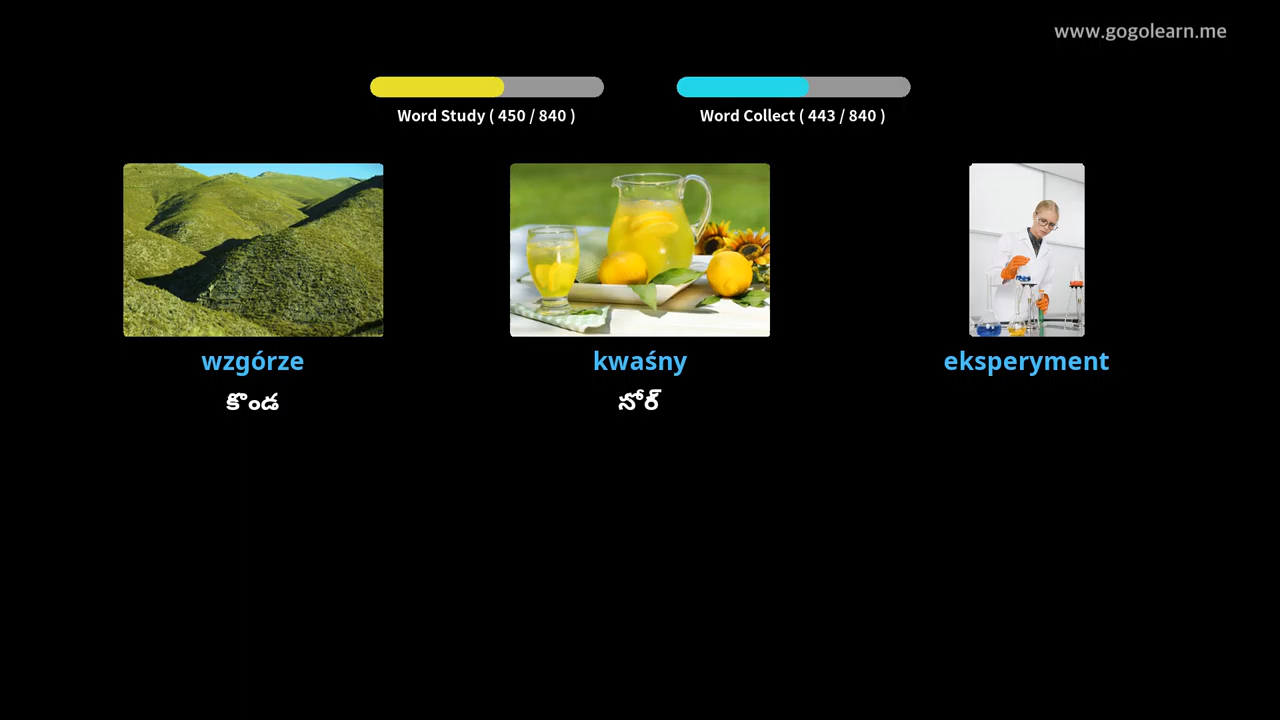 www.gogolearn.me
Word Study ( 450 / 840 )
Word Collect ( 443 / 840 )
wzgórze
kwaśny
eksperyment
కొండ
సోర్